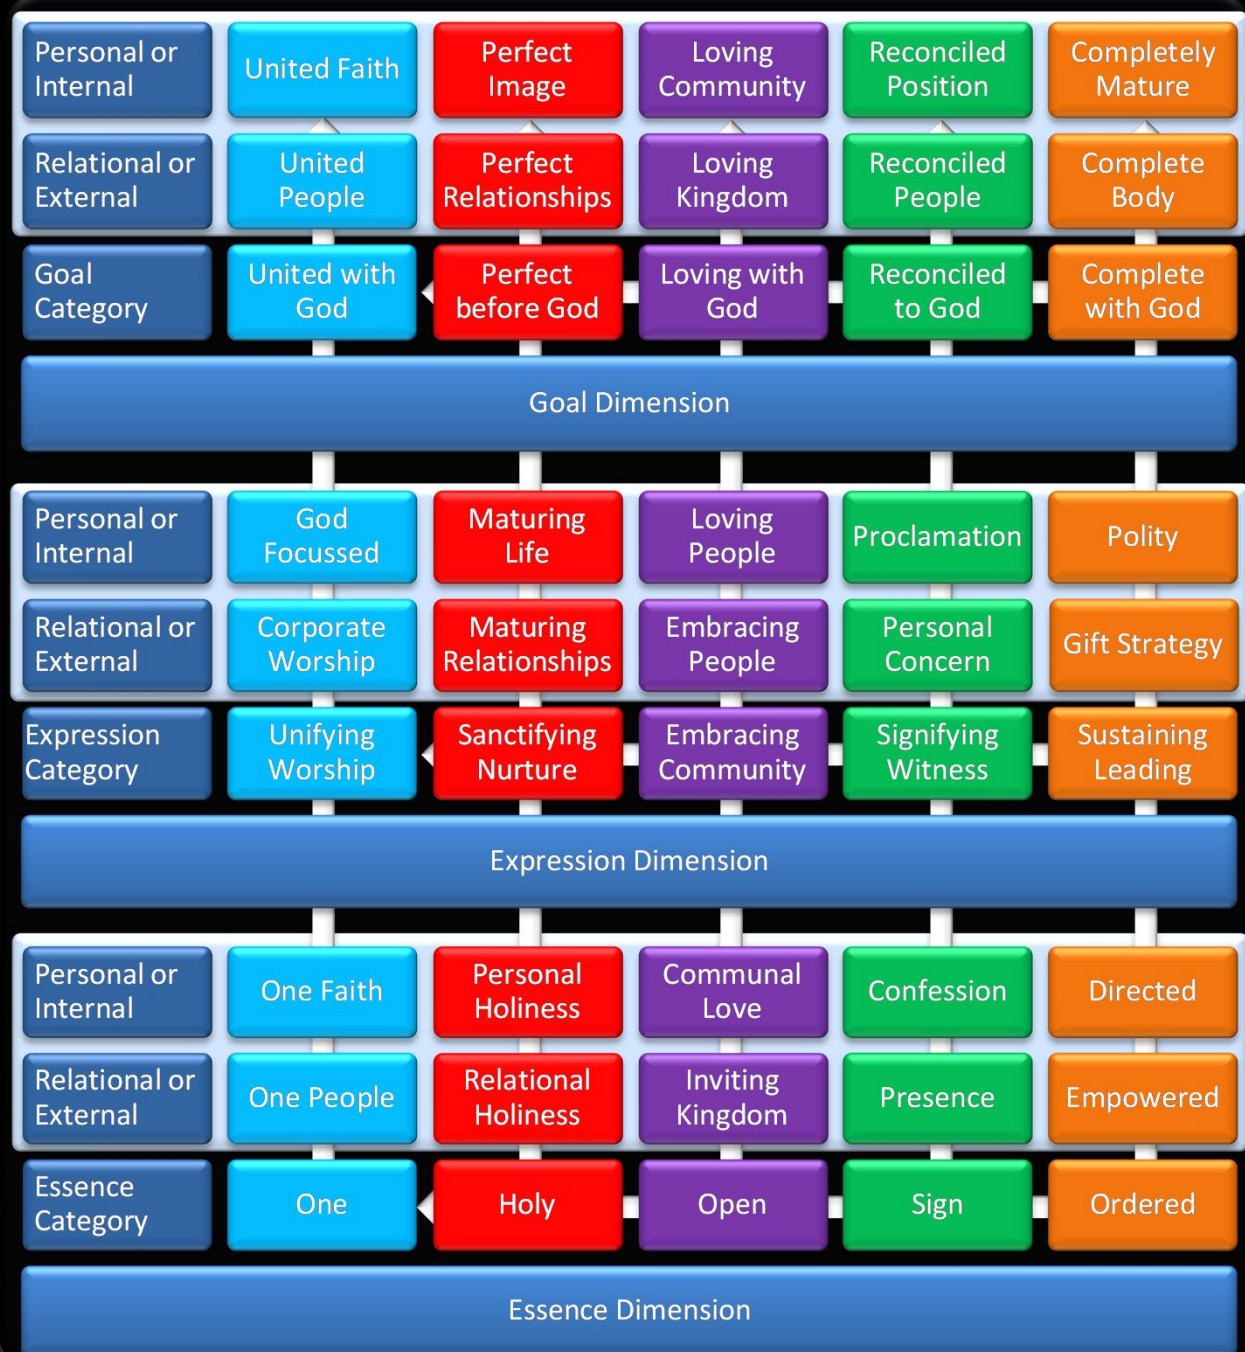 Personal or
Internal
United Faith
Perfect
Image
Loving
Community
Reconciled
Position
Completely
Mature
Relational or
External
United
People
Perfect
Relationships
Loving
Kingdom
Reconciled
People
Complete
Body
Goal
Category
United with
God
Perfect
before God
Loving with
God
Reconciled
to God
Complete
with God
Goal Dimension
Personal or
Internal
God
Focussed
Maturing
Life
Loving
People
Proclamation
Polity
Relational or
External
Corporate
Worship
Maturing
Relationships
Embracing
People
Personal
Concern
Gift Strategy
Expression
Category
Unifying
Worship
Sanctifying
Nurture
Embracing
Community
Signifying
Witness
Sustaining
Leading
Expression Dimension
Personal or
Internal
One Faith
Personal
Holiness
Communal
Love
Confession
Directed
Relational or
External
One People
Relational
Holiness
Inviting
Kingdom
Presence
Empowered
Essence
Category
One
Holy
Open
Sign
Ordered
Essence Dimension